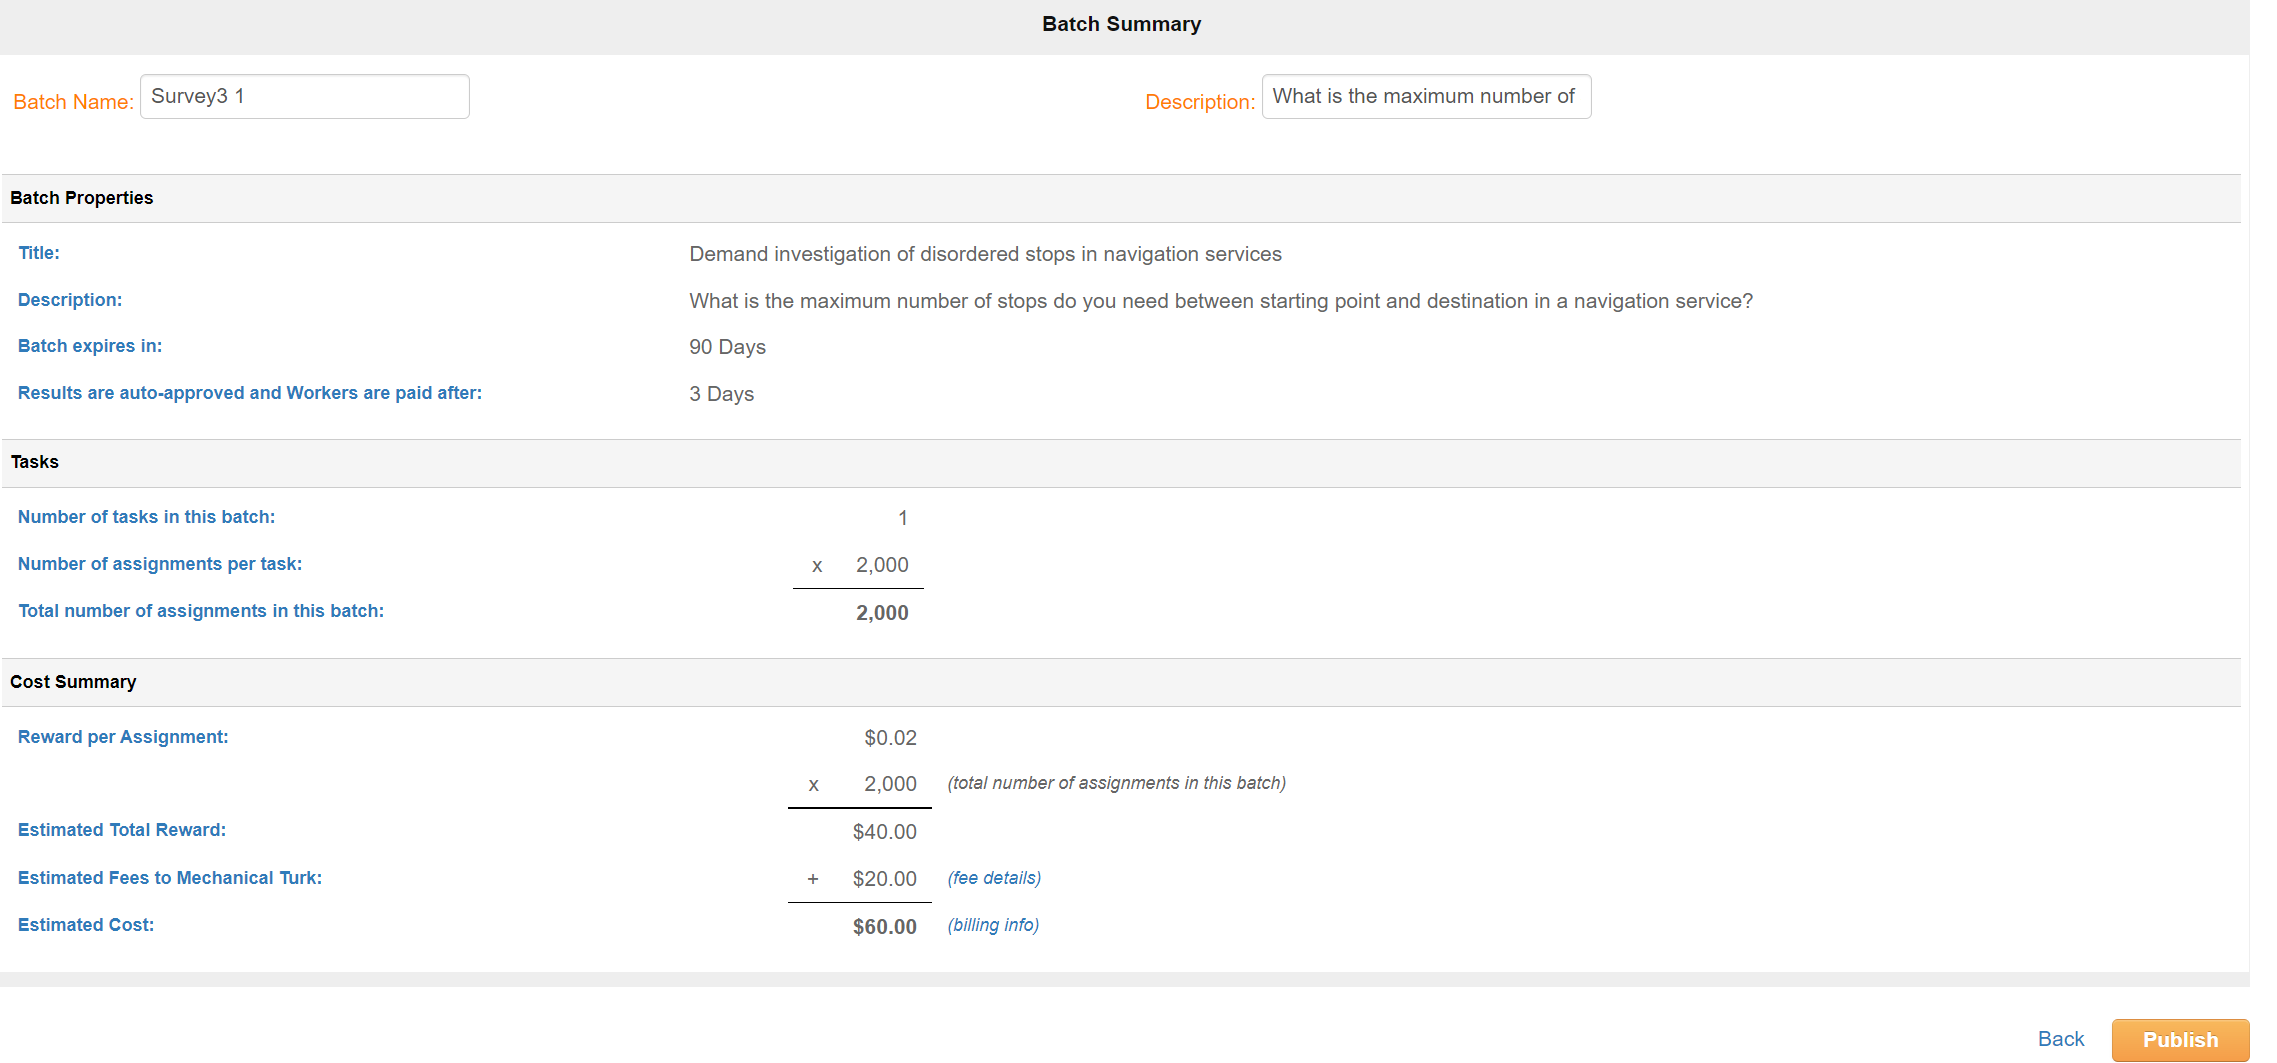 Batch Summary
Batch Name: Survey3 1 Description: What is the maximum number of
Batch Properties
Title: Demand investigation of disordered stops in navigation services
Description: What is the maximum number of stops do you need between starting point and destination in a navigation service?
Batch expires in: 90 Days
Results are auto-approved and Workers are paid after: 3 Days
Tasks
Number of tasks in this batch: 1
Number of assignments per task: x 2,000
Total number of assignments in this batch: 2,000
Cost Summary
Reward per Assignment: $0.02
x 2,000 (total number of assignments in this batch)
Estimated Total Reward: $40.00
Estimated Fees to Mechanical Turk: + $20.00 (fee details)
Estimated Cost: $60.00 (billing info)
Back Publish